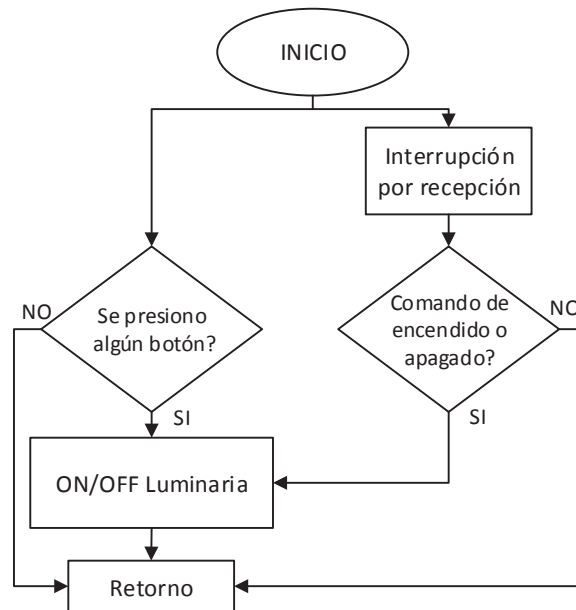 INICIO
Interrupción
por recepción
NO
Se presiono
algún botón?
SI
Comando de
encendido o
apagado?
NO
SI
ON/OFF Luminaria
Retorno